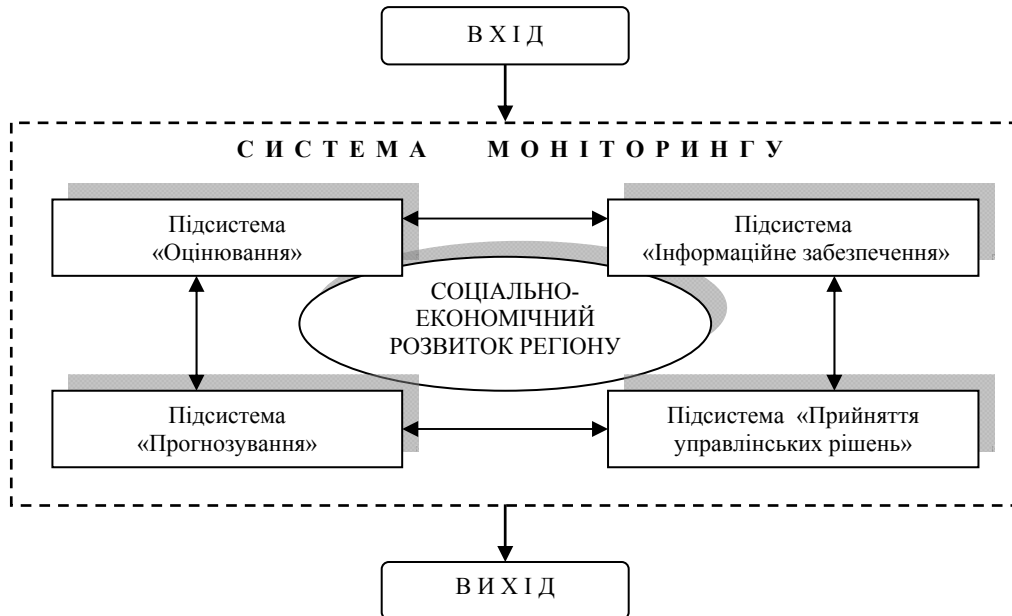 В Х І Д
С И С Т Е М А М О Н І Т О Р И Н Г У
Підсистема
«Оцінювання»
Підсистема
«Інформаційне забезпечення»
СОЦІАЛЬНО-
ЕКОНОМІЧНИЙ
РОЗВИТОК РЕГІОНУ
Підсистема
«Прогнозування»
Підсистема «Прийняття
управлінських рішень»
В И Х І Д